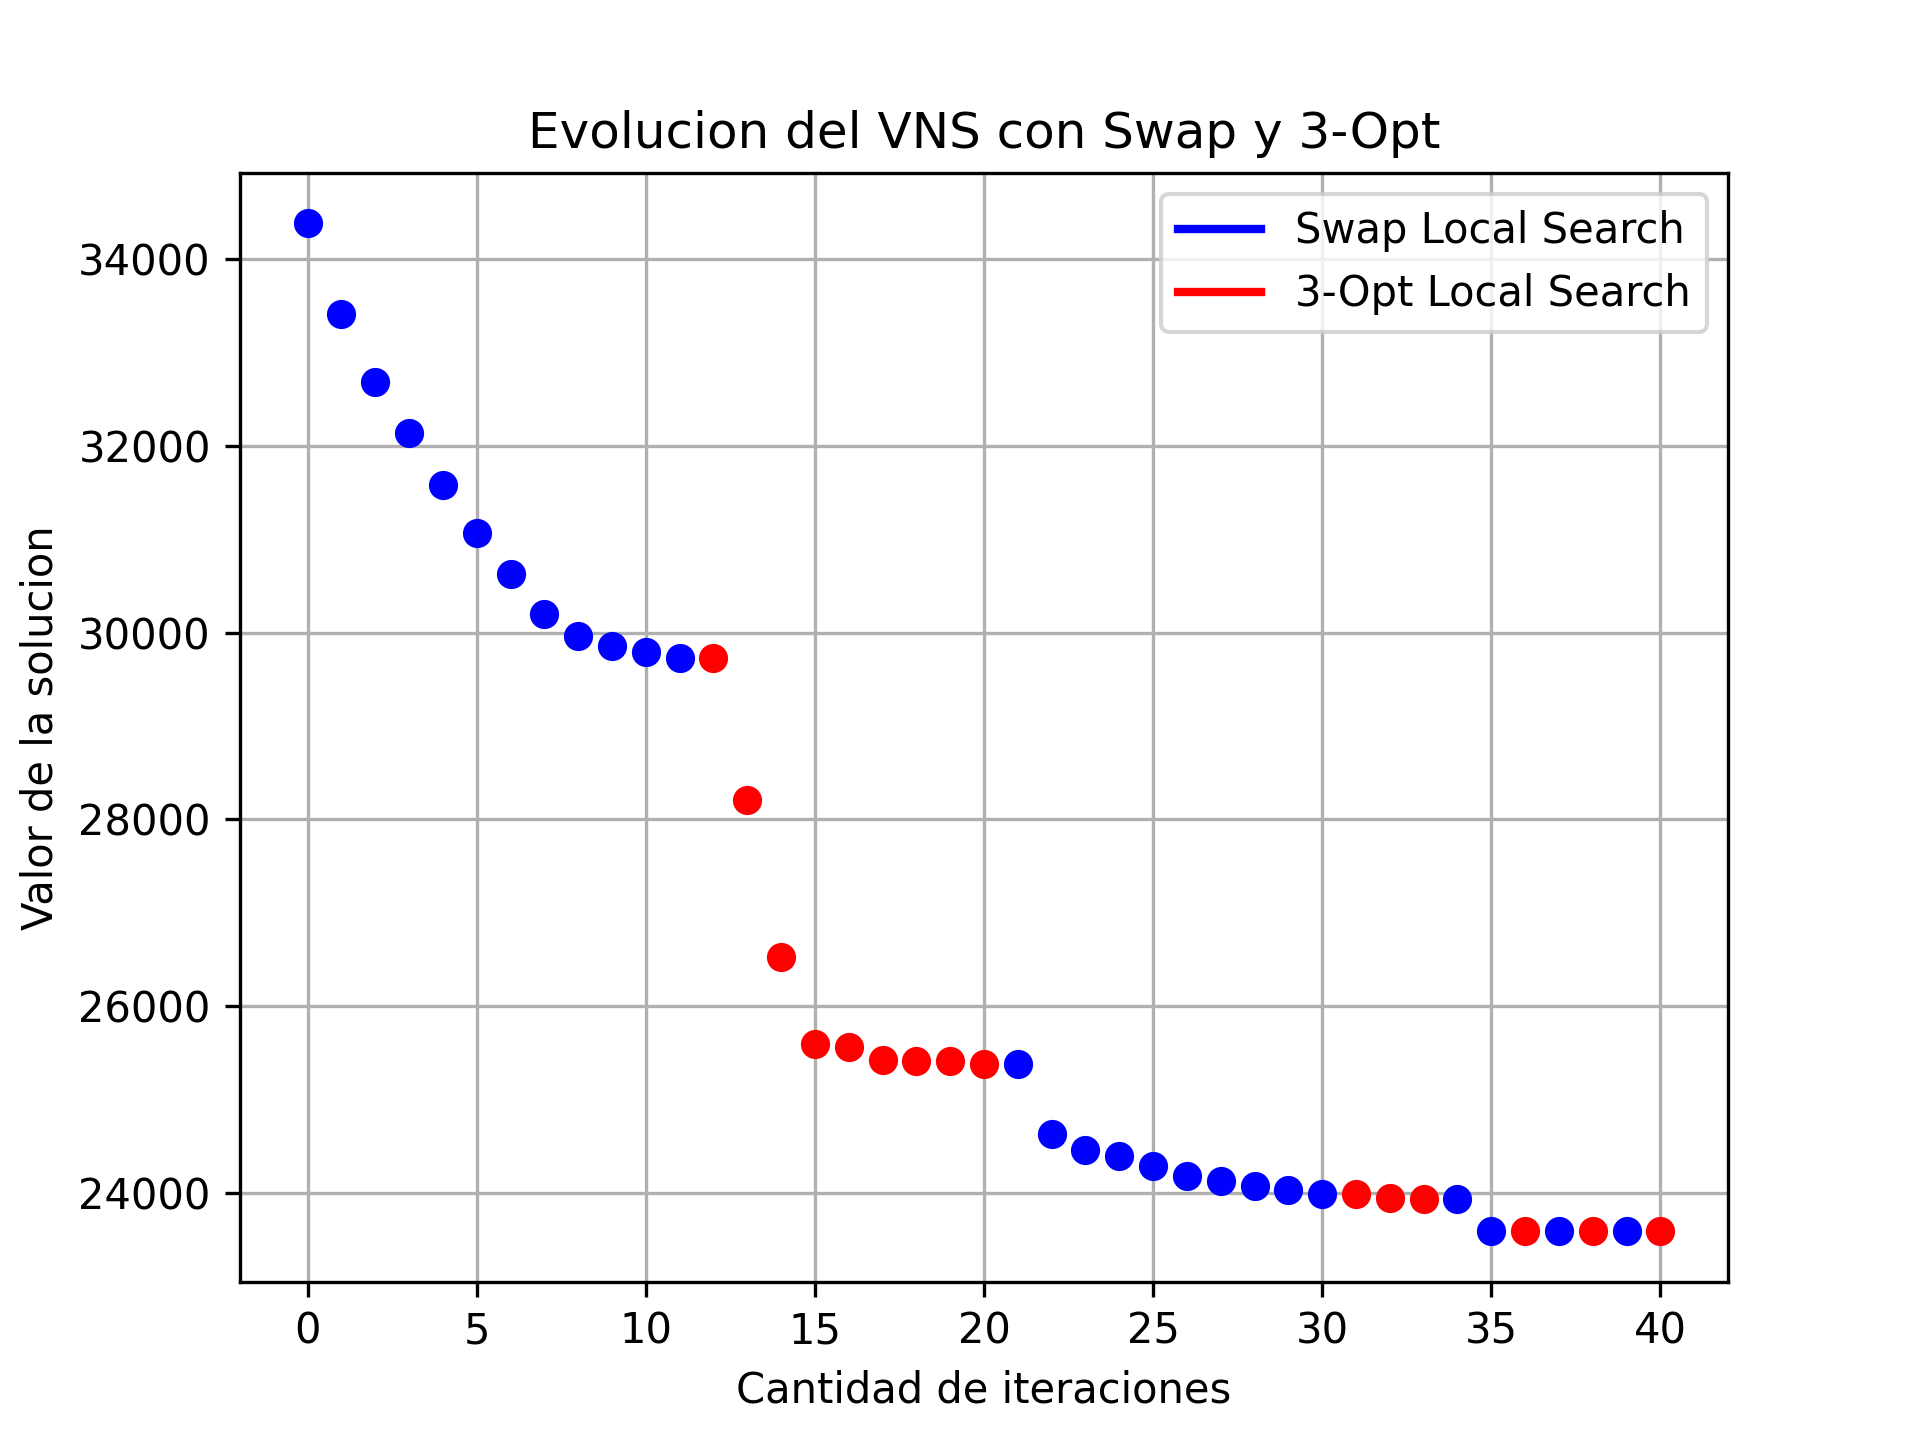 Evolucion del VNS con Swap y 3-Opt
Swap Local Search
3-Opt Local Search
34000
32000
30000
28000
26000
24000
Valor de la solucion
0 5 10 15 20 25 30 35 40
Cantidad de iteraciones